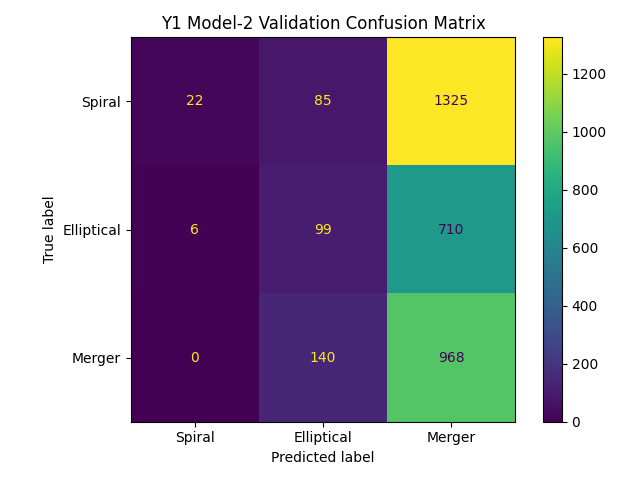 Y1 Model-2 Validation Confusion Matrix
True label
Spiral 22 85 1325
Elliptical 6 99 710
Merger 0 140 968
Spiral Elliptical Merger
Predicted label
1200
1000
800
600
400
200
0